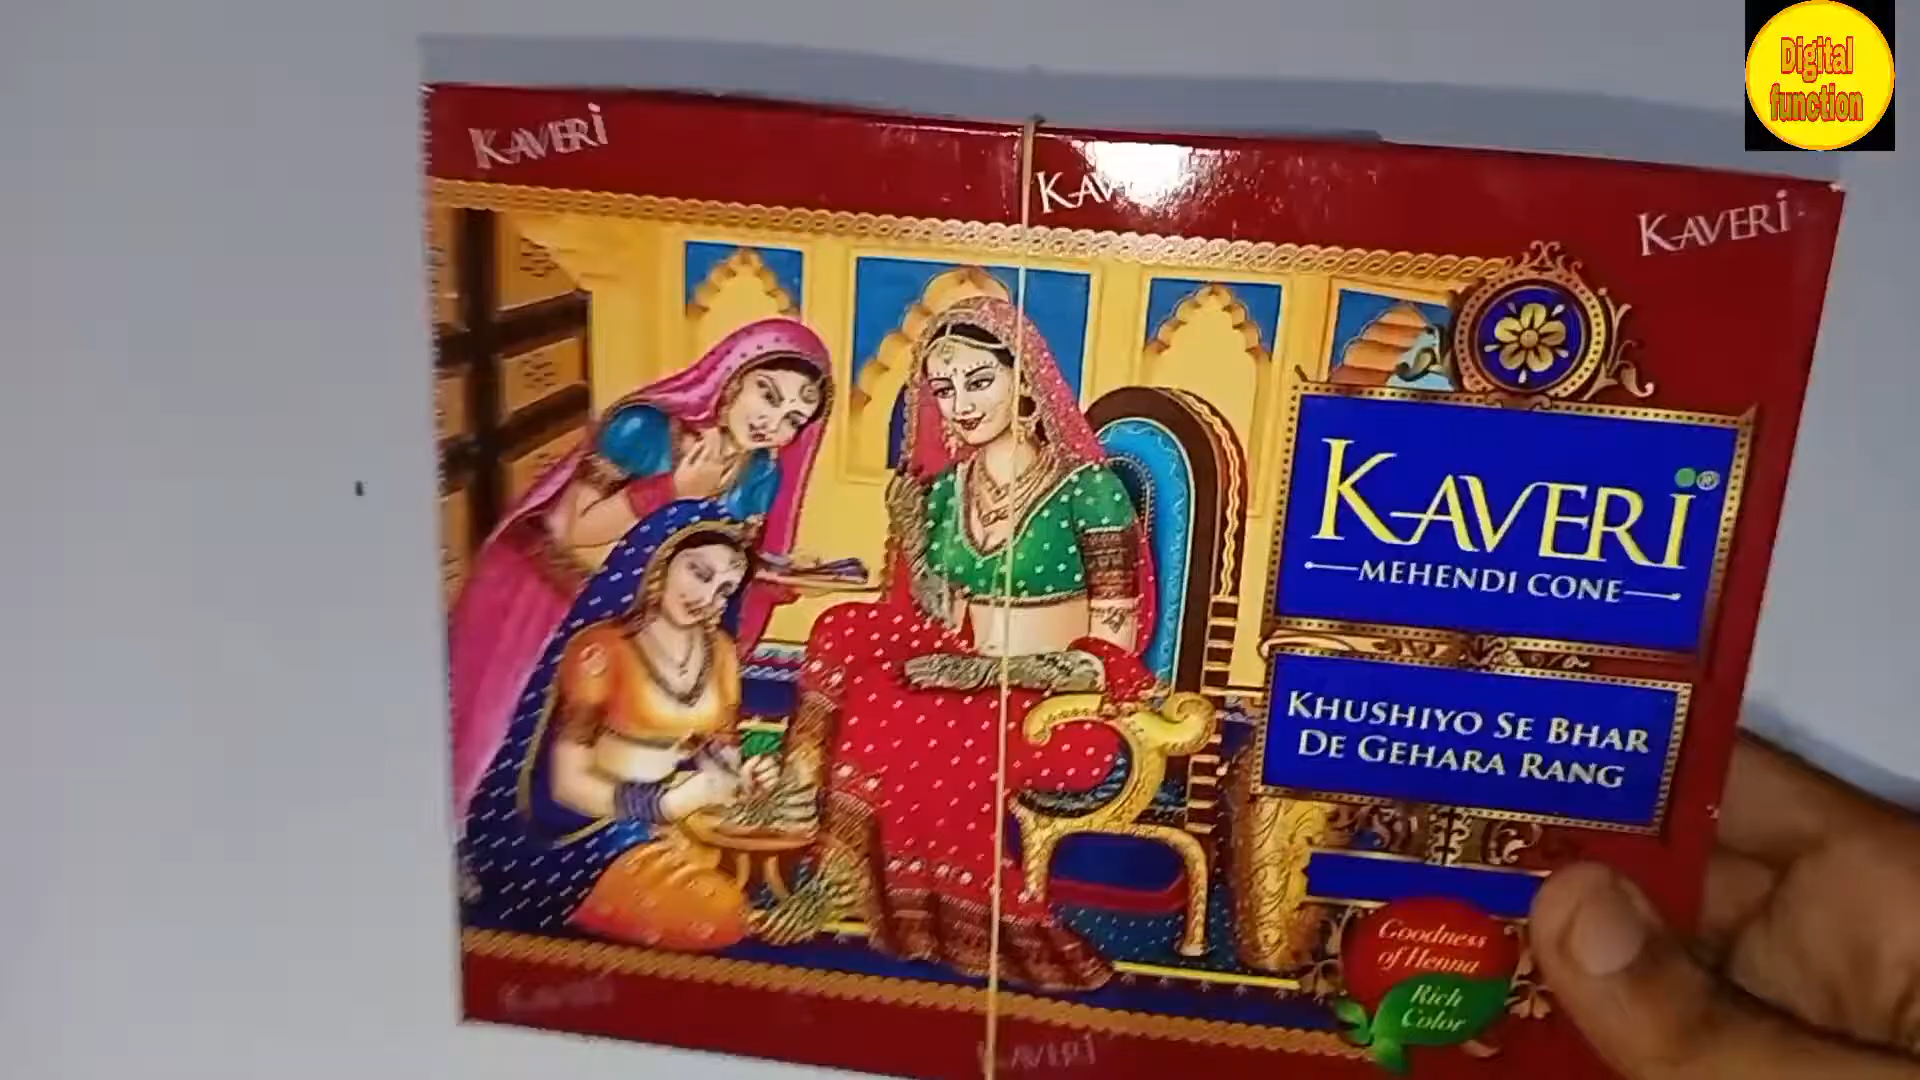 Digital
function
KAVERi
KAVERi
KAVERi®
MEHENDI CONE
KHUSHIYO SE BHAR
DE GEHARA RANG
Goodness
of Henna
Rich
Color
KAVERi
KAVERi